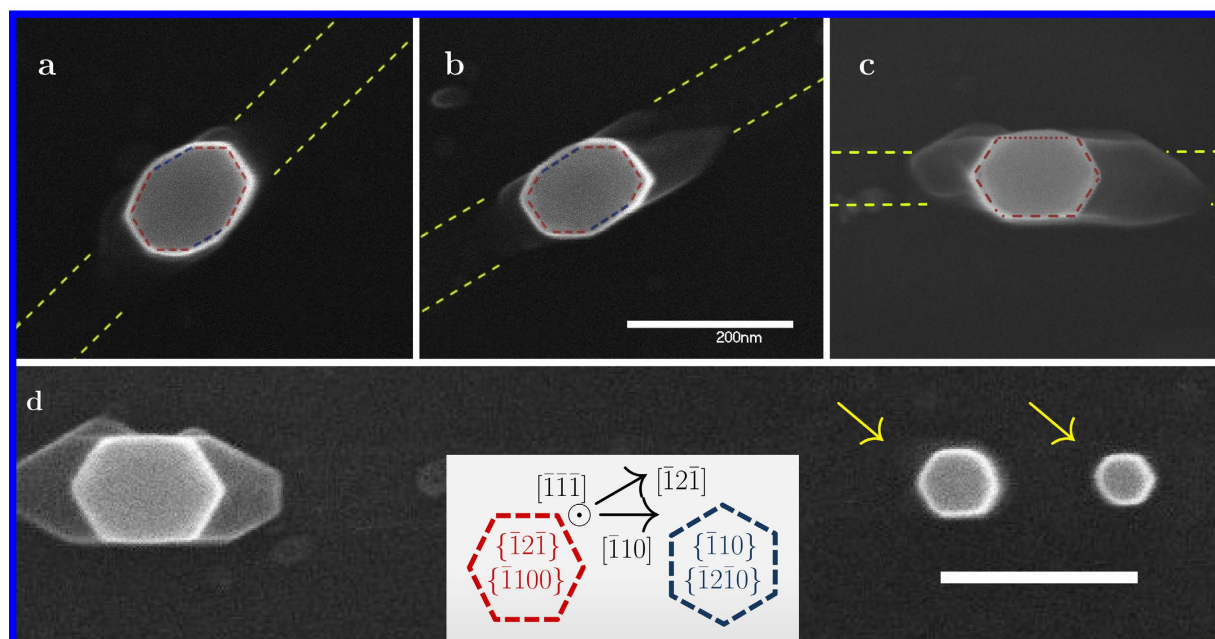 a
b
c
200nm
d
[1̄1̄1̄]
[1̄21̄]
[1̄10]
{1̄21̄}
{1̄100}
{1̄10}
{1̄21̄0}